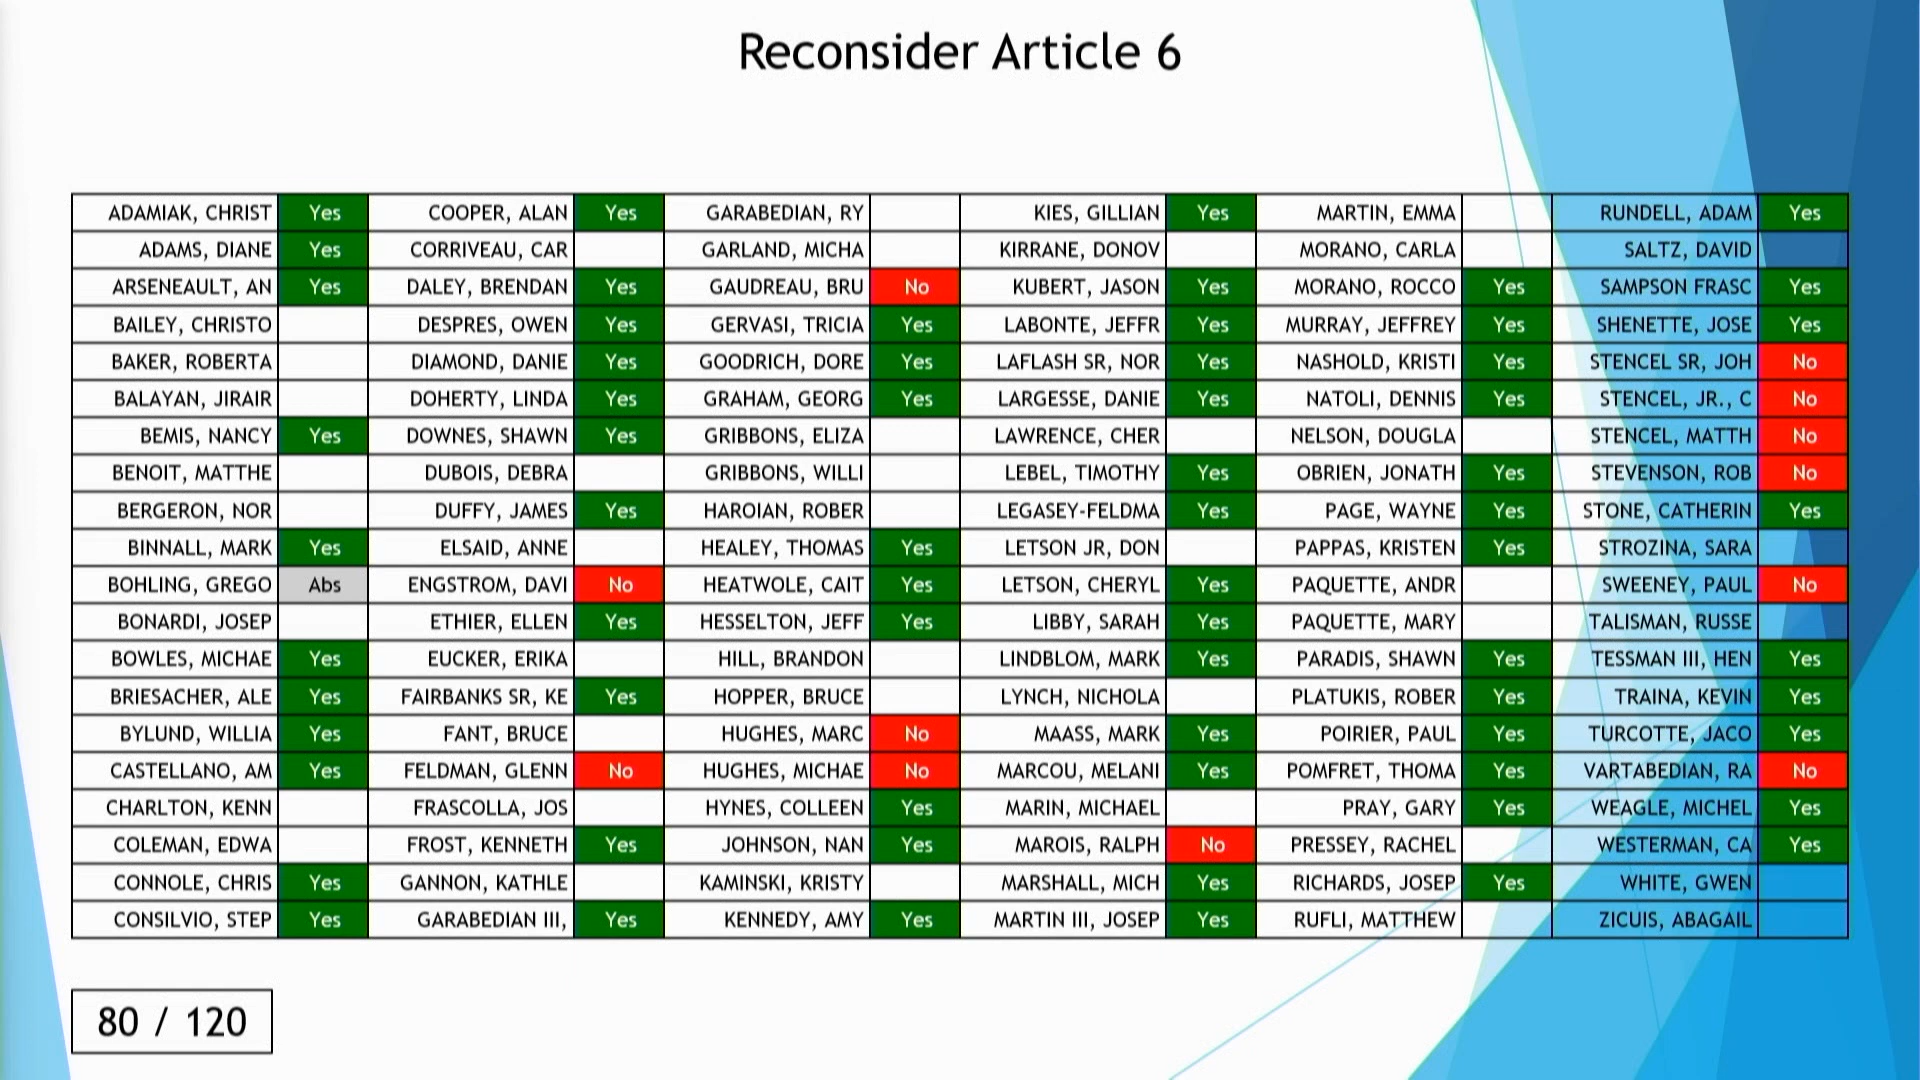 Reconsider Article 6
ADAMIAK, CHRIST Yes COOPER, ALAN Yes GARABEDIAN, RY KIES, GILLIAN Yes MARTIN, EMMA RUNDELL, ADAM Yes
ADAMS, DIANE Yes CORRIVEAU, CAR GARLAND, MICHA KIRRANE, DONOV MORANO, CARLA SALTZ, DAVID
ARSENEAULT, AN Yes DALEY, BRENDAN Yes GAUDREAU, BRU No KUBERT, JASON Yes MORANO, ROCCO Yes SAMPSON FRASC Yes
BAILEY, CHRISTO DESPRES, OWEN Yes GERVASI, TRICIA Yes LABONTE, JEFFR Yes MURRAY, JEFFREY Yes SHENETTE, JOSE Yes
BAKER, ROBERTA DIAMOND, DANIE Yes GOODRICH, DORE Yes LAFLASH SR, NOR Yes NASHOLD, KRISTI Yes STENCEL SR, JOH No
BALAYAN, JIRAIR DOHERTY, LINDA Yes GRAHAM, GEORG Yes LARGESSE, DANIE Yes NATOLI, DENNIS Yes STENCEL, JR., C No
BEMIS, NANCY Yes DOWNES, SHAWN Yes GRIBBONS, ELIZA LAWRENCE, CHER NELSON, DOUGLA STENCEL, MATTH No
BENOIT, MATTHE DUBOIS, DEBRA GRIBBONS, WILLI LEBEL, TIMOTHY Yes OBRIEN, JONATH Yes STEVENSON, ROB No
BERGERON, NOR DUFFY, JAMES Yes HAROIAN, ROBER LEGASEY-FELDMA Yes PAGE, WAYNE Yes STONE, CATHERIN Yes
BINNALL, MARK Yes ELSAID, ANNE HEALEY, THOMAS Yes LETSON JR, DON PAPPAS, KRISTEN Yes STROZINA, SARA
BOHLING, GREGO Abs ENGSTROM, DAVI No HEATWOLE, CAIT Yes LETSON, CHERYL Yes PAQUETTE, ANDR SWEENEY, PAUL No
BONARDI, JOSEP ETHIER, ELLEN Yes HESSELTON, JEFF Yes LIBBY, SARAH Yes PAQUETTE, MARY TALISMAN, RUSSE
BOWLES, MICHAE Yes EUCKER, ERIKA HILL, BRANDON LINDBLOM, MARK Yes PARADIS, SHAWN Yes TESSMAN III, HEN Yes
BRIESACHER, ALE Yes FAIRBANKS SR, KE Yes HOPPER, BRUCE LYNCH, NICHOLA PLATUKIS, ROBER Yes TRAINA, KEVIN Yes
BYLUND, WILLIA Yes FANT, BRUCE HUGHES, MARC No MAASS, MARK Yes POIRIER, PAUL Yes TURCOTTE, JACO Yes
CASTELLANO, AM Yes FELDMAN, GLENN No HUGHES, MICHAE No MARCOU, MELANI Yes POMFRET, THOMA Yes VARTABEDIAN, RA No
CHARLTON, KENN FRASCOLLA, JOS HYNES, COLLEEN Yes MARIN, MICHAEL PRAY, GARY Yes WEAGLE, MICHEL Yes
COLEMAN, EDWA FROST, KENNETH Yes JOHNSON, NAN Yes MAROIS, RALPH No PRESSEY, RACHEL WESTERMAN, CA Yes
CONNOLE, CHRIS Yes GANNON, KATHLE KAMINSKI, KRISTY MARSHALL, MICH Yes RICHARDS, JOSEP Yes WHITE, GWEN
CONSILVIO, STEP Yes GARABEDIAN III, Yes KENNEDY, AMY Yes MARTIN III, JOSEP Yes RUFLI, MATTHEW ZICUIS, ABAGAIL
80 / 120